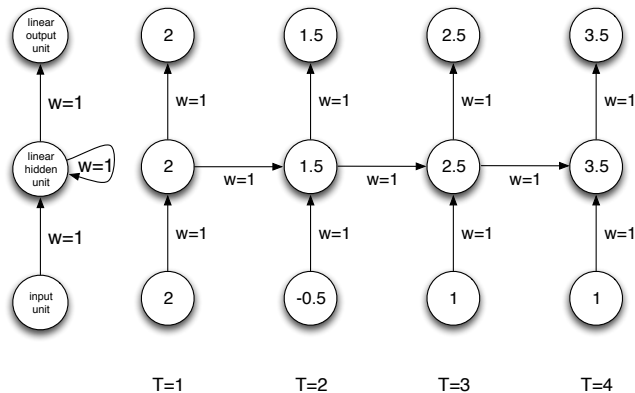 linear
output
unit
2
1.5
2.5
3.5
w=1
w=1
w=1
w=1
w=1
linear
hidden
unit
w=1
2
w=1
1.5
w=1
2.5
w=1
3.5
w=1
w=1
w=1
w=1
w=1
input
unit
2
-0.5
1
1
T=1
T=2
T=3
T=4